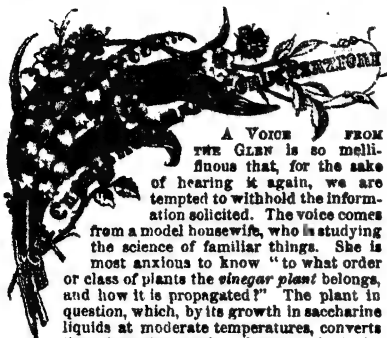 A VOICE FROM
THE GLEN is so melli-
fluous that, for the sake
of hearing it again, we are
tempted to withhold the inform-
ation solicited. The voice comes
from a model housewife, who is studying
the science of familiar things. She is
most anxious to know "to what order
or class of plants the vinegar plant belongs,
and how it is propagated?" The plant in
question, which, by its growth in saccharine
liquids at moderate temperatures, converts